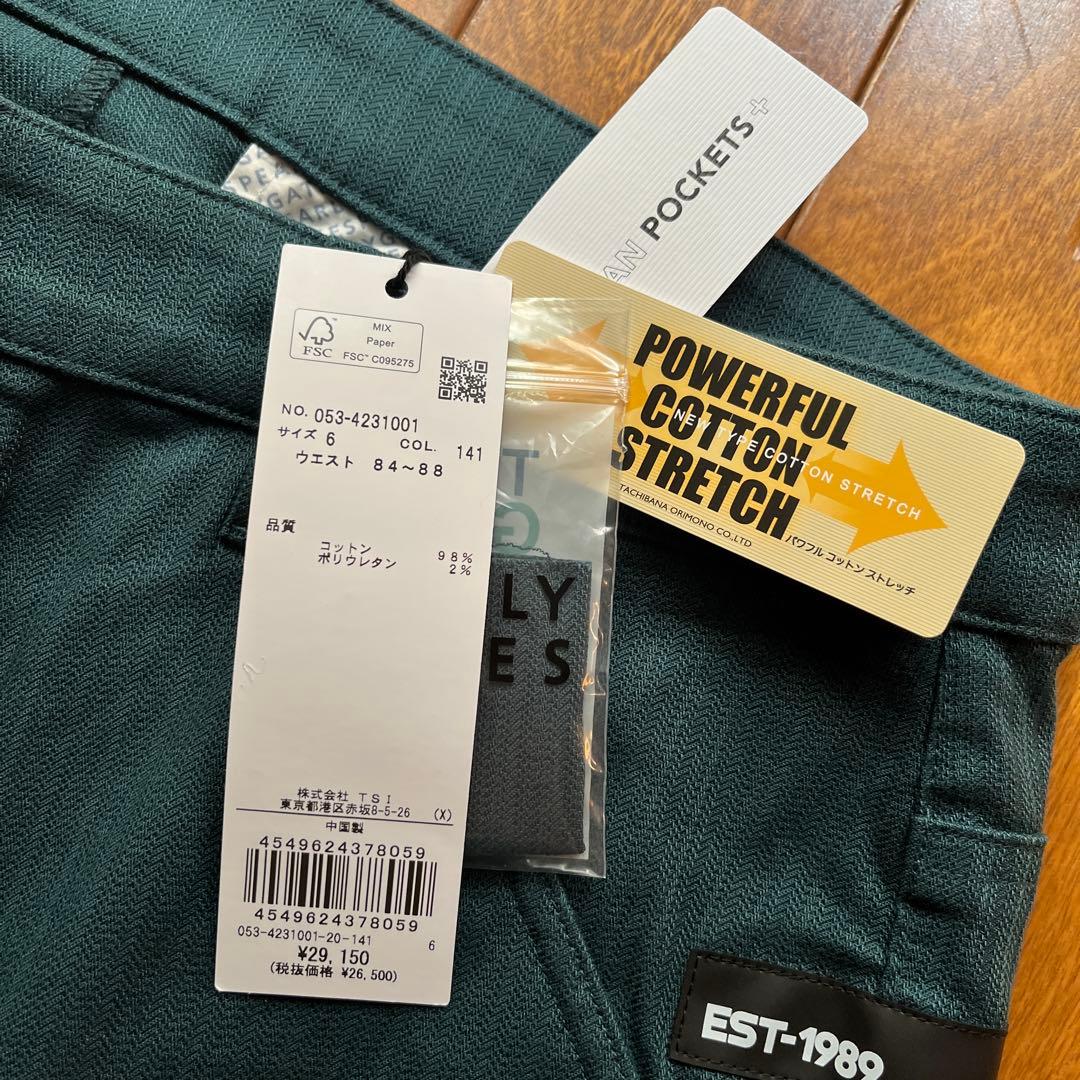 AN POCKETS+
POWERFUL
COTTON
STRETCH
NEW TYPE COTTON STRETCH
TACHIBANA ORIMONO CO.,LTD
パワフル コットン ストレッチ
FSC
MIX
Paper
FSC™ C095275
NO. 053-4231001
サイズ 6 COL. 141
ウエスト 84～88
品質
コットン 98%
ポリウレタン 2%
株式会社 TSI
東京都港区赤坂8-5-26 (X)
中国製
4549624378059
4549624378059
053-4231001-20-141 6
¥29,150
(税抜価格 ¥26,500)
T
G
LY
ES
EST-1989